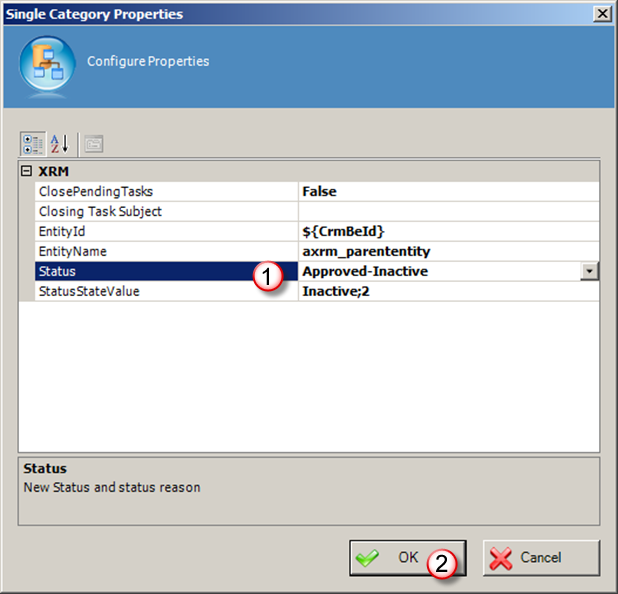 Single Category Properties
Configure Properties
XRM
ClosePendingTasks False
Closing Task Subject
EntityId ${CrmBeId}
EntityName axrm_parententity
Status 1 Approved-Inactive
StatusStateValue Inactive;2
Status
New Status and status reason
OK 2 Cancel